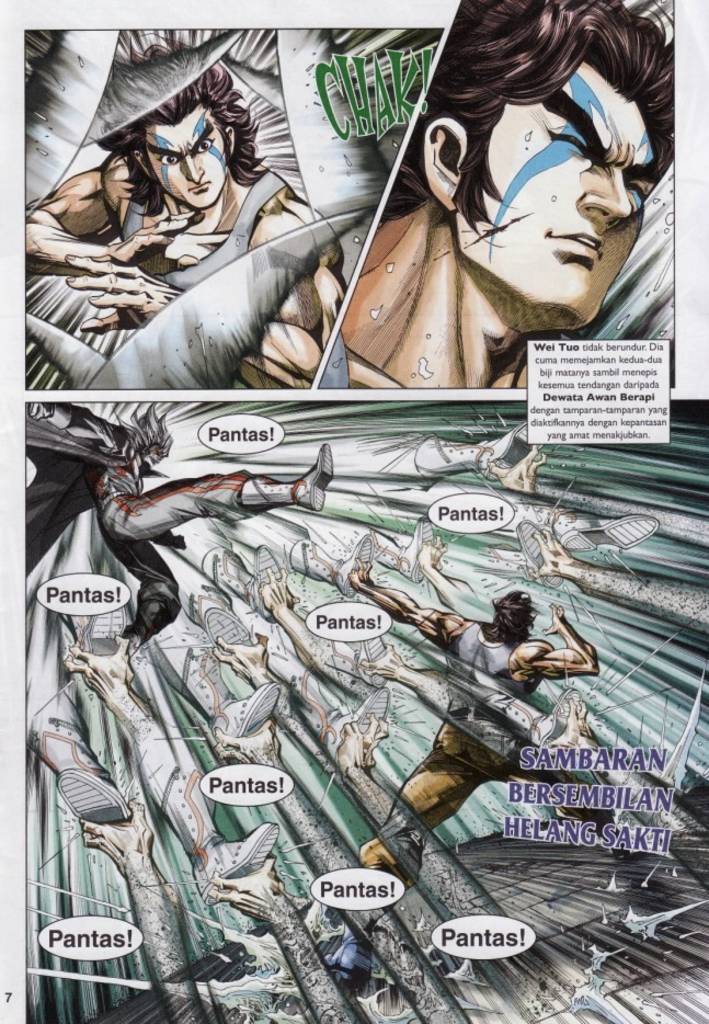 CHAK!
Wei Tuo tidak berundur. Dia
cuma memejamkan kedua-dua
biji matanya sambil menepis
kesemua tendangan daripada
Dewata Awan Berapi
dengan tamparan-tamparan yang
diaktifkannya dengan kepantasan
yang amat menakjubkan.
Pantas!
Pantas!
Pantas!
Pantas!
SAMBARAN
BERSEMBILAN
HELANG SAKTI
Pantas!
Pantas!
Pantas!
Pantas!
7